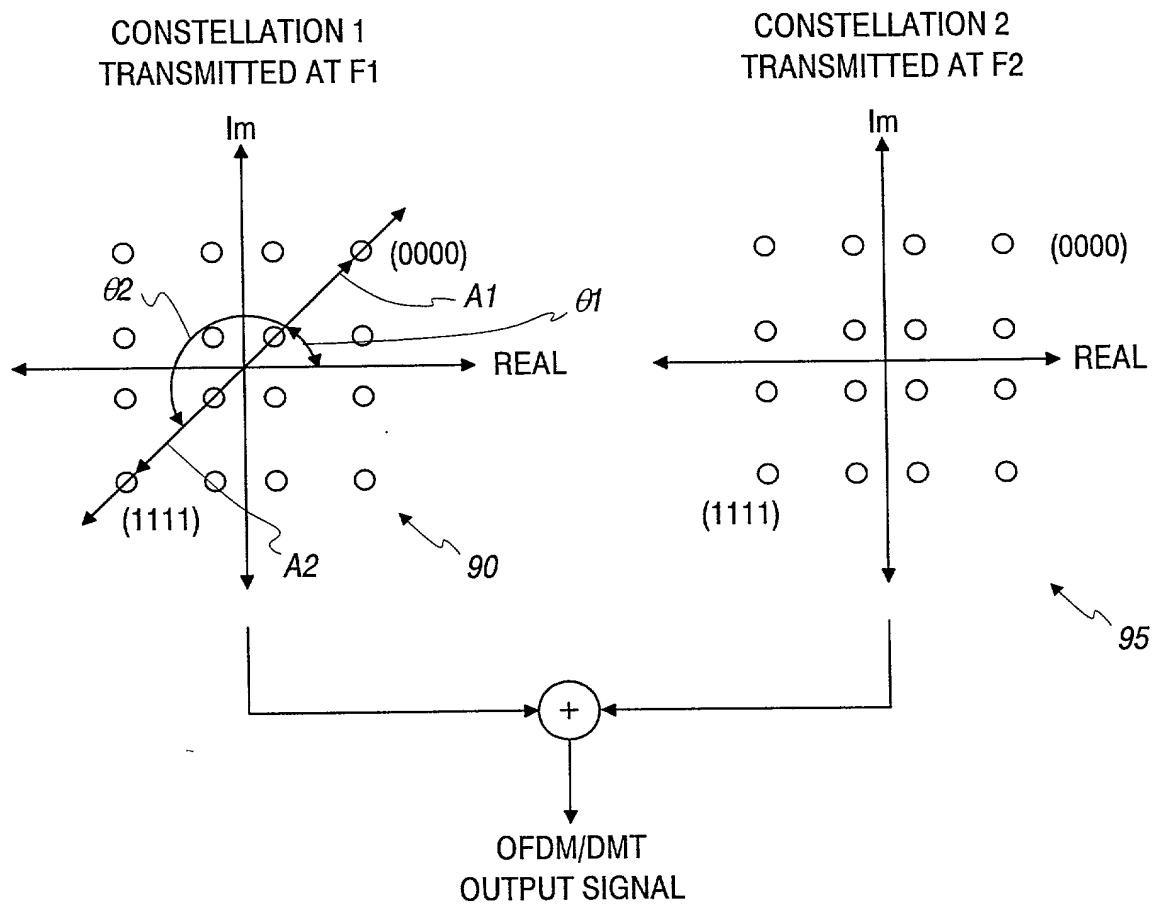 CONSTELLATION 1
TRANSMITTED AT F1
CONSTELLATION 2
TRANSMITTED AT F2
Im
Im
(0000)
(0000)
θ2
A1
θ1
REAL
REAL
(1111)
(1111)
A2
90
95
+
OFDM/DMT
OUTPUT SIGNAL